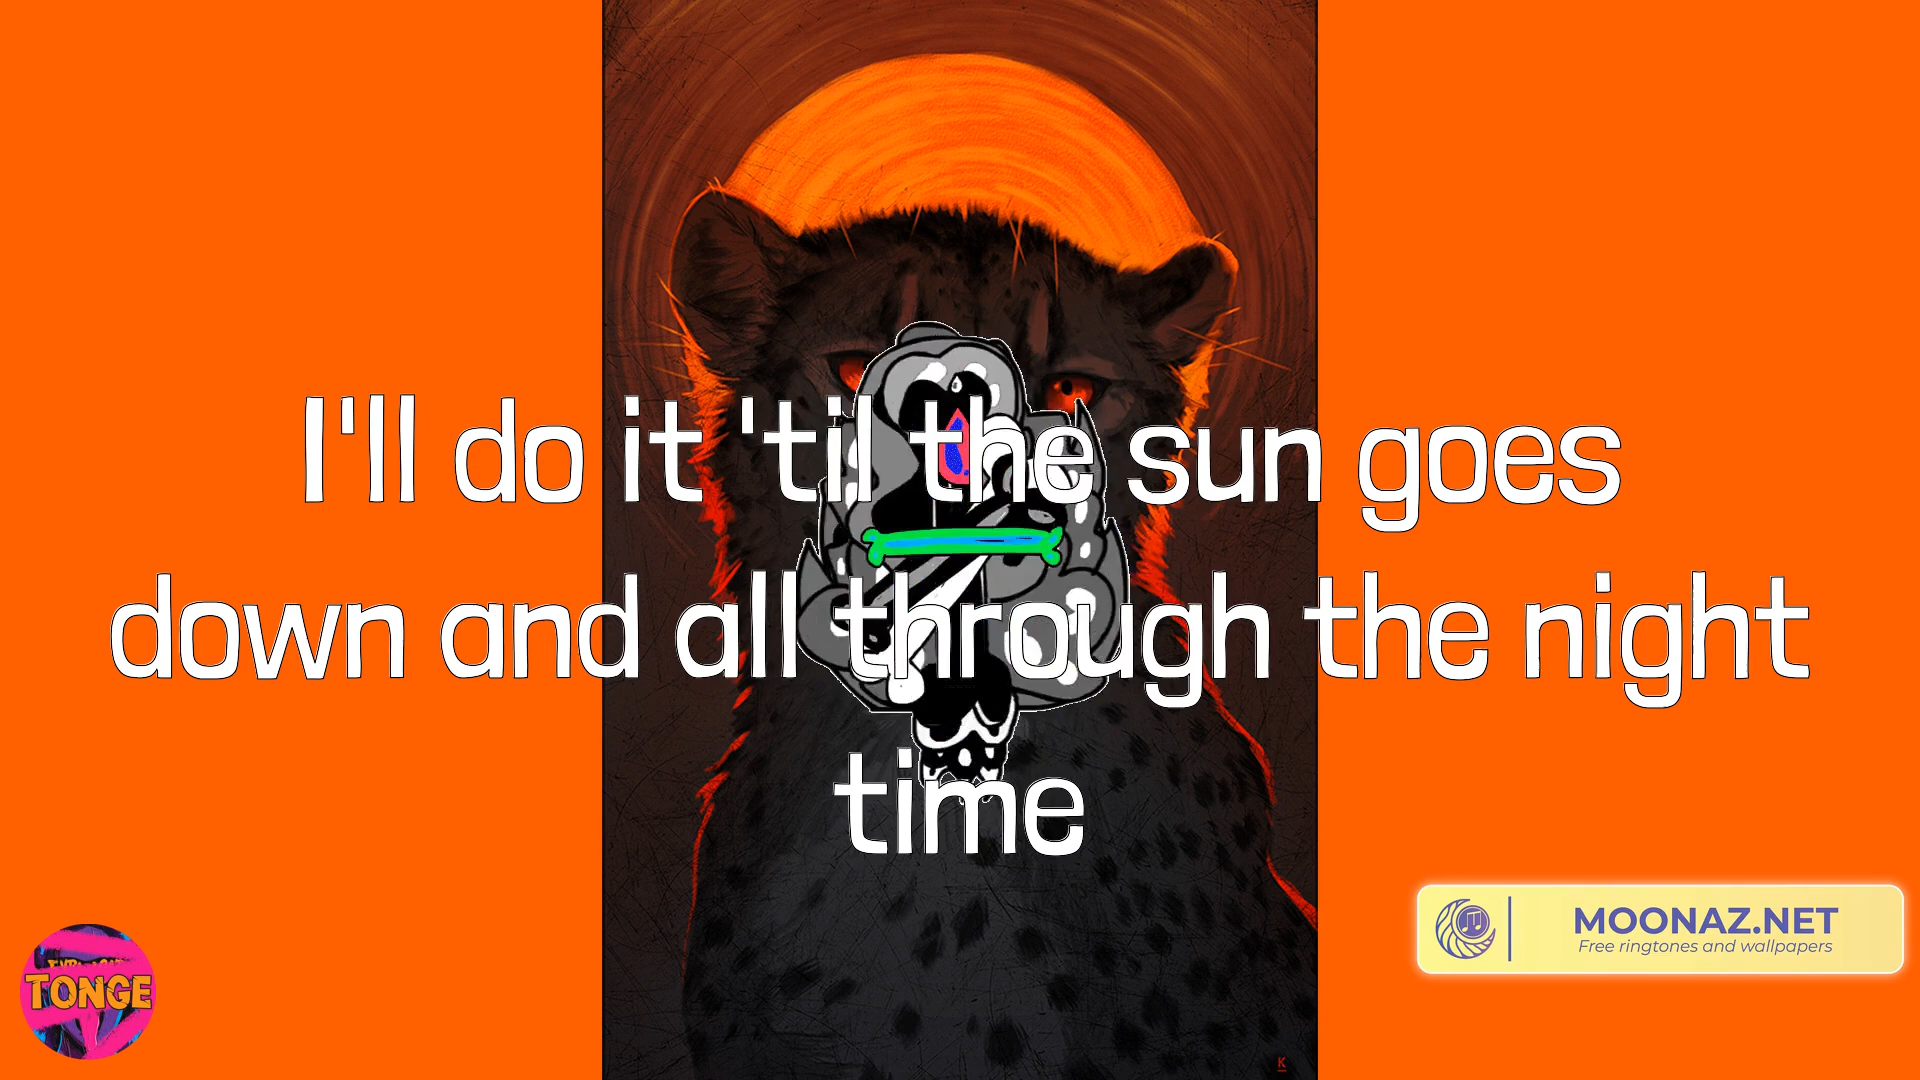 I'll do it 'til the sun goes
down and all through the night
time
MOONAZ.NET
Free ringtones and wallpapers
TONGE
K